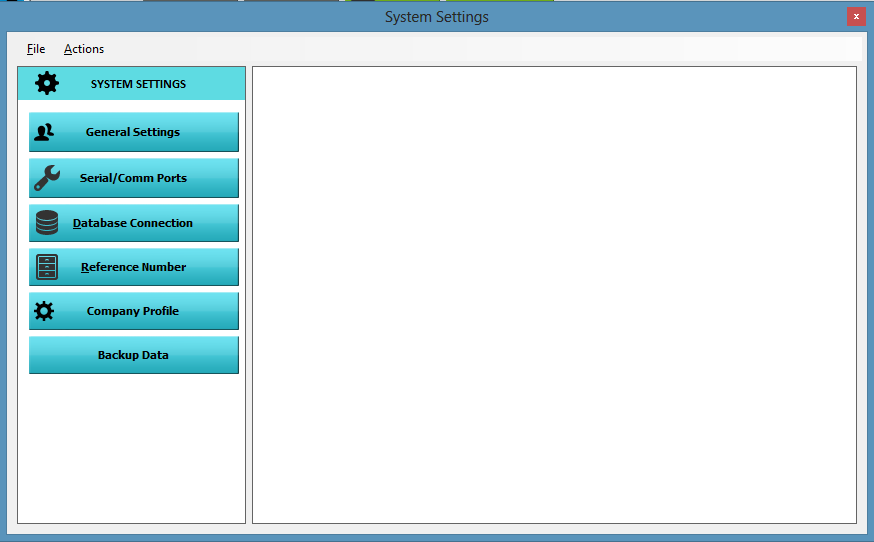 System Settings
x
File Actions
SYSTEM SETTINGS
General Settings
Serial/Comm Ports
Database Connection
Reference Number
Company Profile
Backup Data